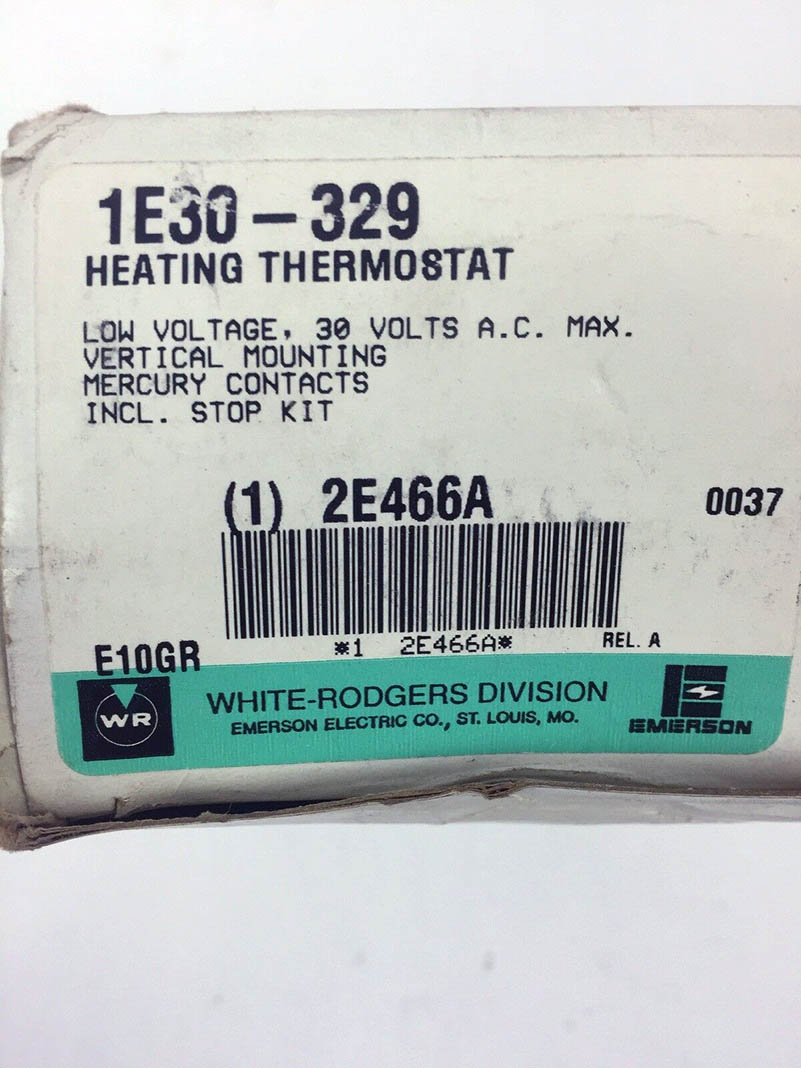 1E30 – 329
HEATING THERMOSTAT
LOW VOLTAGE, 30 VOLTS A.C. MAX.
VERTICAL MOUNTING
MERCURY CONTACTS
INCL. STOP KIT
(1) 2E466A
0037
*1 2E466A*
REL. A
E10GR
WR
WHITE-RODGERS DIVISION
EMERSON ELECTRIC CO., ST. LOUIS, MO.
EMERSON